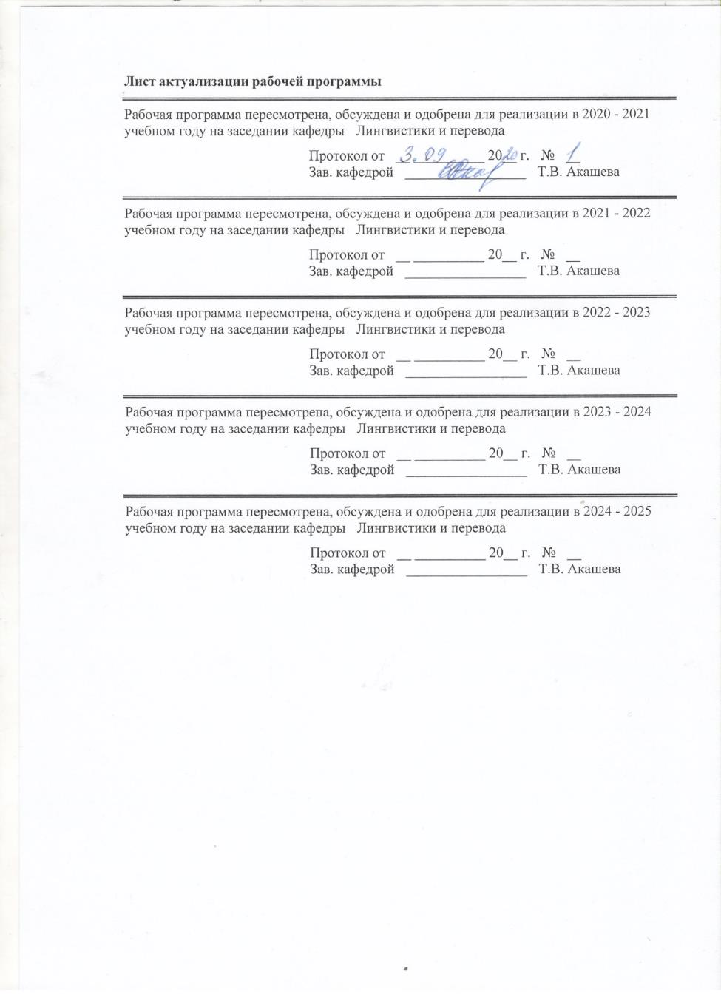 Лист актуализации рабочей программы
Рабочая программа пересмотрена, обсуждена и одобрена для реализации в 2020 - 2021
учебном году на заседании кафедры Лингвистики и перевода
Протокол от 3.09 2020 г. № 1
Зав. кафедрой ________________ Т.В. Акашева
Рабочая программа пересмотрена, обсуждена и одобрена для реализации в 2021 - 2022
учебном году на заседании кафедры Лингвистики и перевода
Протокол от __ __________ 20__ г. № __
Зав. кафедрой ________________ Т.В. Акашева
Рабочая программа пересмотрена, обсуждена и одобрена для реализации в 2022 - 2023
учебном году на заседании кафедры Лингвистики и перевода
Протокол от __ __________ 20__ г. № __
Зав. кафедрой ________________ Т.В. Акашева
Рабочая программа пересмотрена, обсуждена и одобрена для реализации в 2023 - 2024
учебном году на заседании кафедры Лингвистики и перевода
Протокол от __ __________ 20__ г. № __
Зав. кафедрой ________________ Т.В. Акашева
Рабочая программа пересмотрена, обсуждена и одобрена для реализации в 2024 - 2025
учебном году на заседании кафедры Лингвистики и перевода
Протокол от __ __________ 20__ г. № __
Зав. кафедрой ________________ Т.В. Акашева